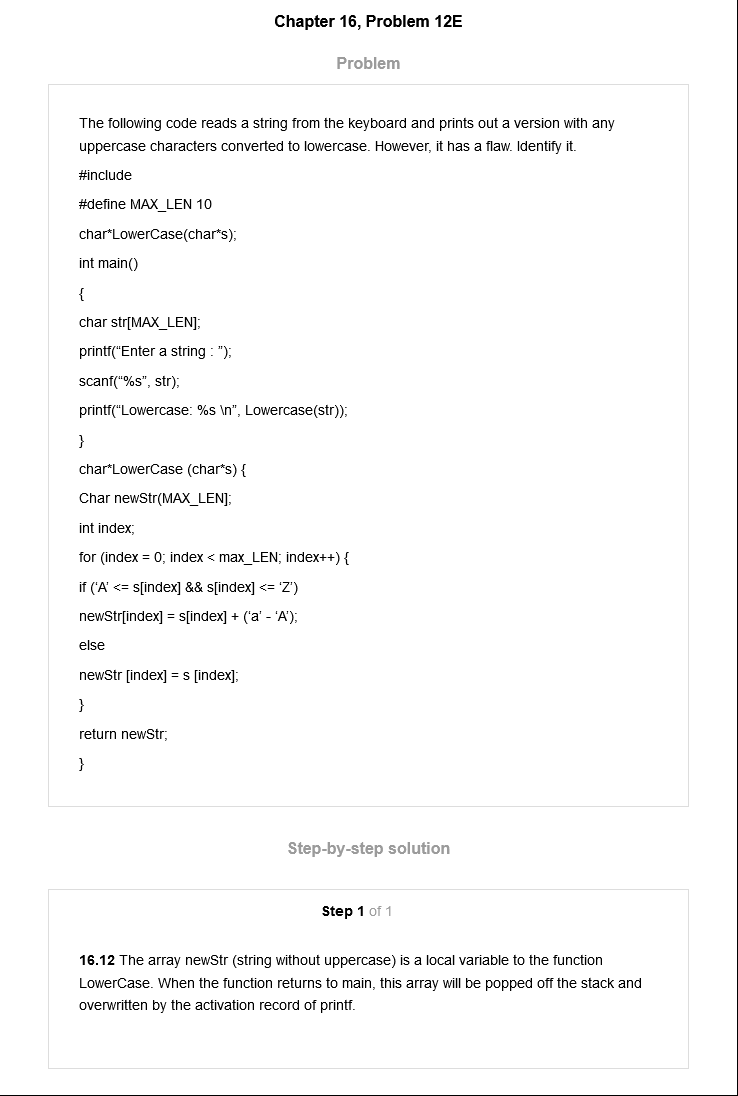 Chapter 16, Problem 12E
Problem
The following code reads a string from the keyboard and prints out a version with any
uppercase characters converted to lowercase. However, it has a flaw. Identify it.
#include
#define MAX_LEN 10
char*LowerCase(char*s);
int main()
{
char str[MAX_LEN];
printf(“Enter a string : ”);
scanf(“%s”, str);
printf(“Lowercase: %s \n”, Lowercase(str));
}
char*LowerCase (char*s) {
Char newStr(MAX_LEN];
int index;
for (index = 0; index < max_LEN; index++) {
if (‘A’ <= s[index] && s[index] <= ‘Z’)
newStr[index] = s[index] + (‘a’ - ‘A’);
else
newStr [index] = s [index];
}
return newStr;
}
Step-by-step solution
Step 1 of 1
16.12 The array newStr (string without uppercase) is a local variable to the function
LowerCase. When the function returns to main, this array will be popped off the stack and
overwritten by the activation record of printf.